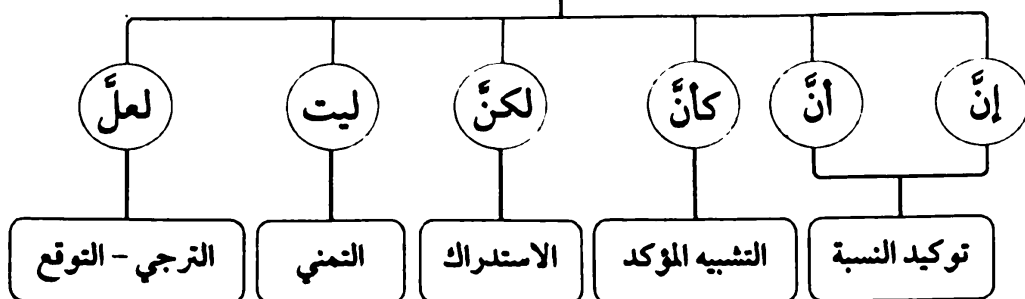 إنَّ أنَّ كأنَّ لكنَّ ليت لعلَّ
توكيد النسبة التشبيه المؤكد الاستدراك التمني الترجي - التوقع